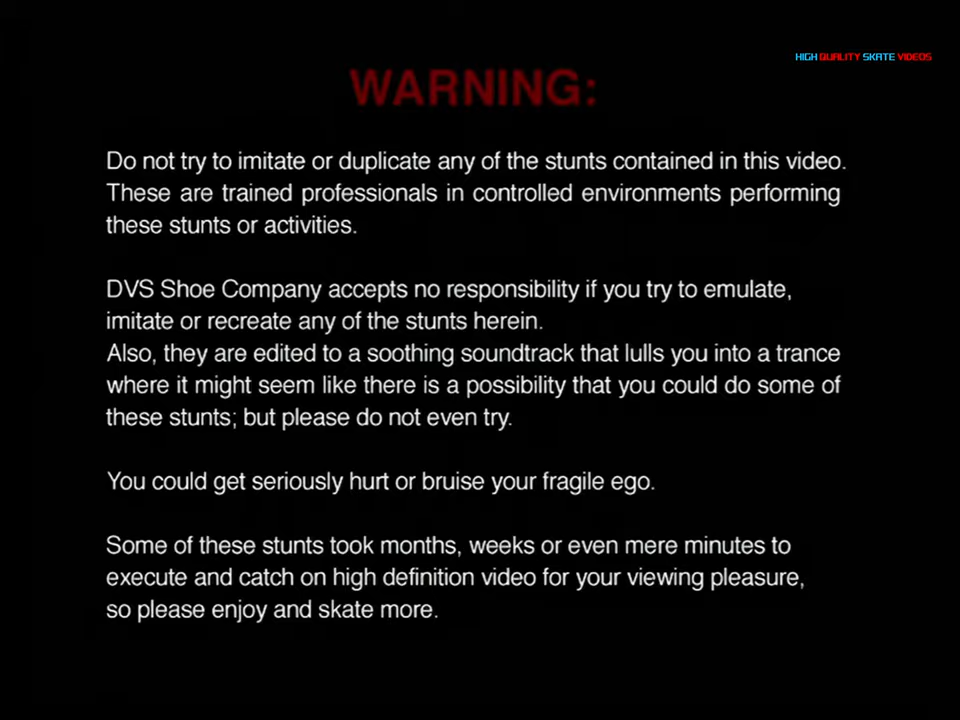 HIGH QUALITY SKATE VIDEOS
WARNING:
Do not try to imitate or duplicate any of the stunts contained in this video.
These are trained professionals in controlled environments performing
these stunts or activities.
DVS Shoe Company accepts no responsibility if you try to emulate,
imitate or recreate any of the stunts herein.
Also, they are edited to a soothing soundtrack that lulls you into a trance
where it might seem like there is a possibility that you could do some of
these stunts; but please do not even try.
You could get seriously hurt or bruise your fragile ego.
Some of these stunts took months, weeks or even mere minutes to
execute and catch on high definition video for your viewing pleasure,
so please enjoy and skate more.